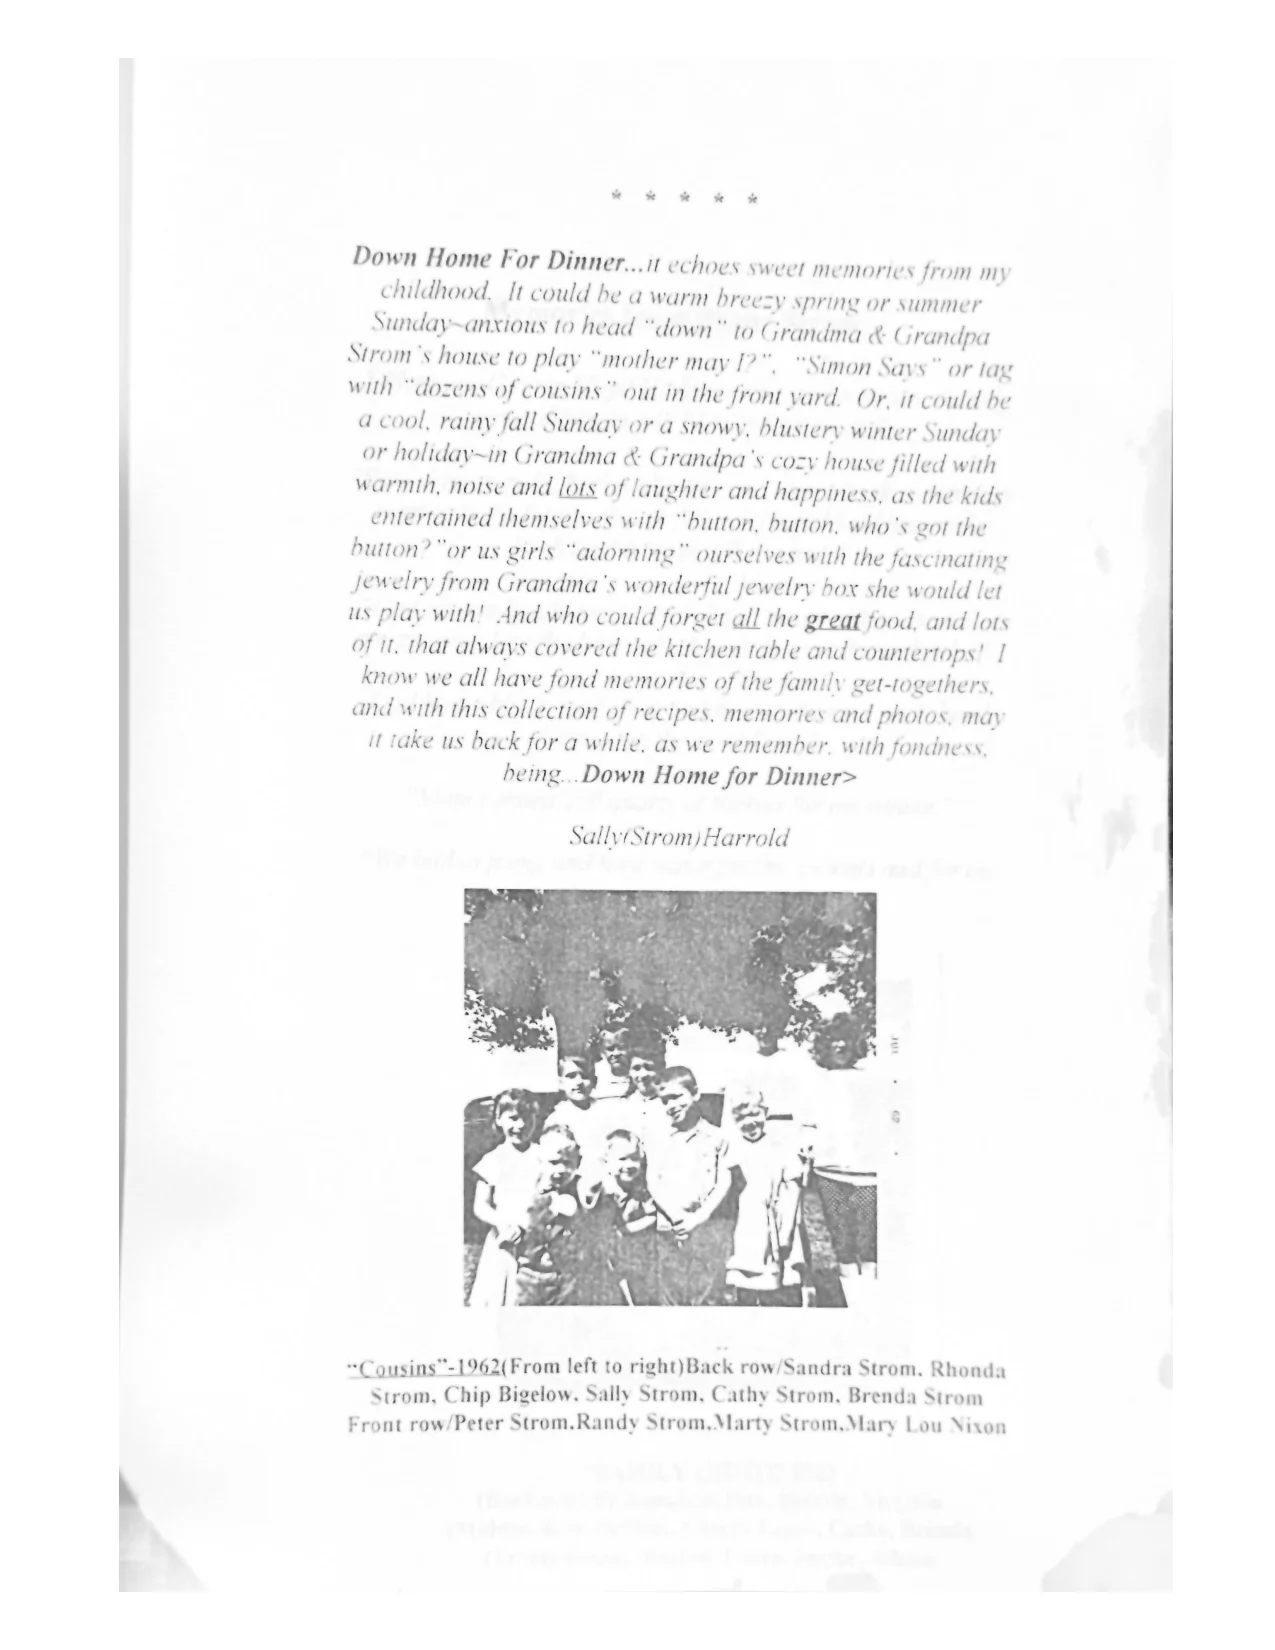 * * * * *
Down Home For Dinner...it echoes sweet memories from my
childhood. It could be a warm breezy spring or summer
Sunday~anxious to head "down" to Grandma & Grandpa
Strom's house to play "mother may I?", "Simon Says" or tag
with "dozens of cousins" out in the front yard. Or, it could be
a cool, rainy fall Sunday or a snowy, blustery winter Sunday
or holiday~in Grandma & Grandpa's cozy house filled with
warmth, noise and lots of laughter and happiness, as the kids
entertained themselves with "button, button, who's got the
button?"or us girls "adorning" ourselves with the fascinating
jewelry from Grandma's wonderful jewelry box she would let
us play with! And who could forget all the great food, and lots
of it, that always covered the kitchen table and countertops! I
know we all have fond memories of the family get-togethers,
and with this collection of recipes, memories and photos, may
it take us back for a while, as we remember, with fondness,
being...Down Home for Dinner>
Sally(Strom)Harrold
"Cousins"-1962(From left to right)Back row/Sandra Strom, Rhonda
Strom, Chip Bigelow, Sally Strom, Cathy Strom, Brenda Strom
Front row/Peter Strom,Randy Strom,Marty Strom,Mary Lou Nixon